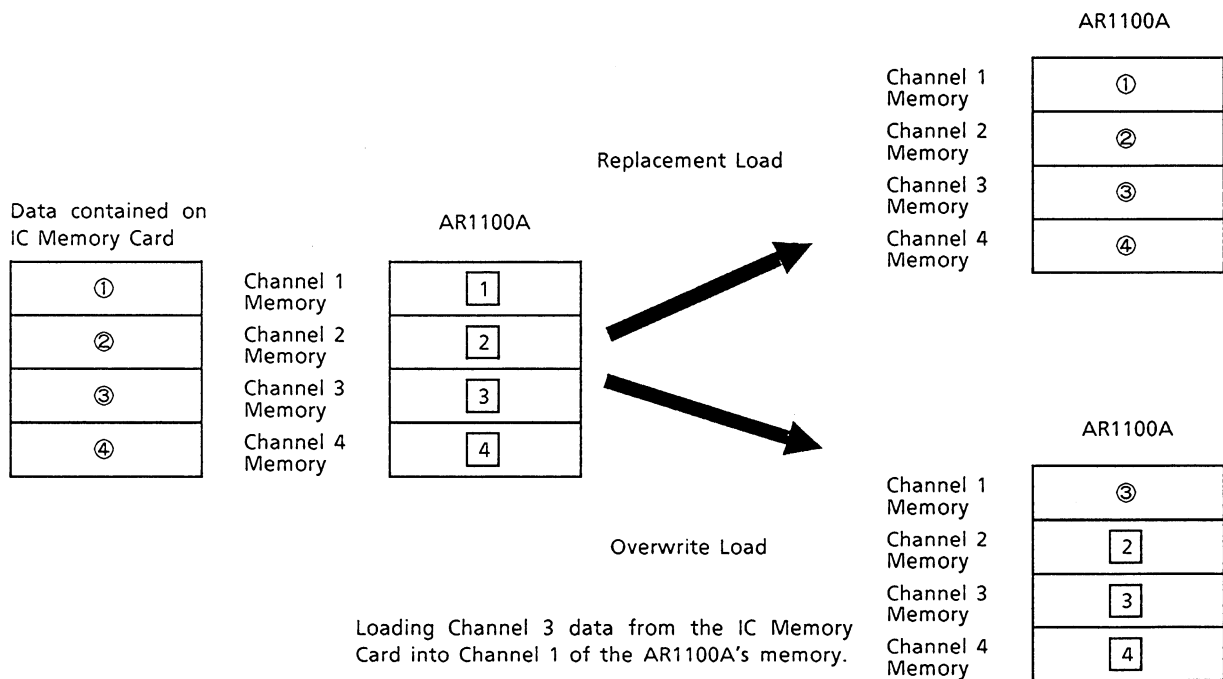 Data contained on
IC Memory Card
①
②
③
④
AR1100A
Channel 1
Memory
1
Channel 2
Memory
2
Channel 3
Memory
3
Channel 4
Memory
4
Replacement Load
AR1100A
Channel 1
Memory
①
Channel 2
Memory
②
Channel 3
Memory
③
Channel 4
Memory
④
Overwrite Load
Loading Channel 3 data from the IC Memory
Card into Channel 1 of the AR1100A's memory.
AR1100A
Channel 1
Memory
③
Channel 2
Memory
2
Channel 3
Memory
3
Channel 4
Memory
4